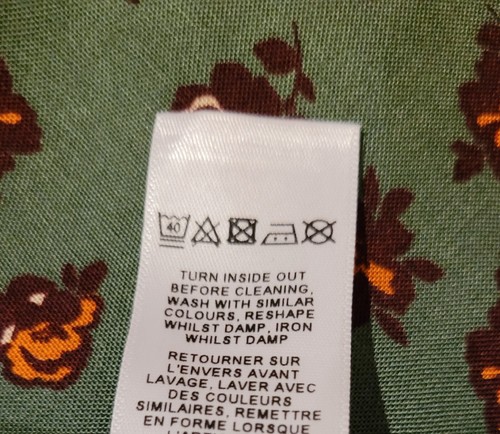 40
TURN INSIDE OUT
BEFORE CLEANING,
WASH WITH SIMILAR
COLOURS, RESHAPE
WHILST DAMP, IRON
WHILST DAMP
RETOURNER SUR
L'ENVERS AVANT
LAVAGE, LAVER AVEC
DES COULEURS
SIMILAIRES, REMETTRE
EN FORME LORSQUE